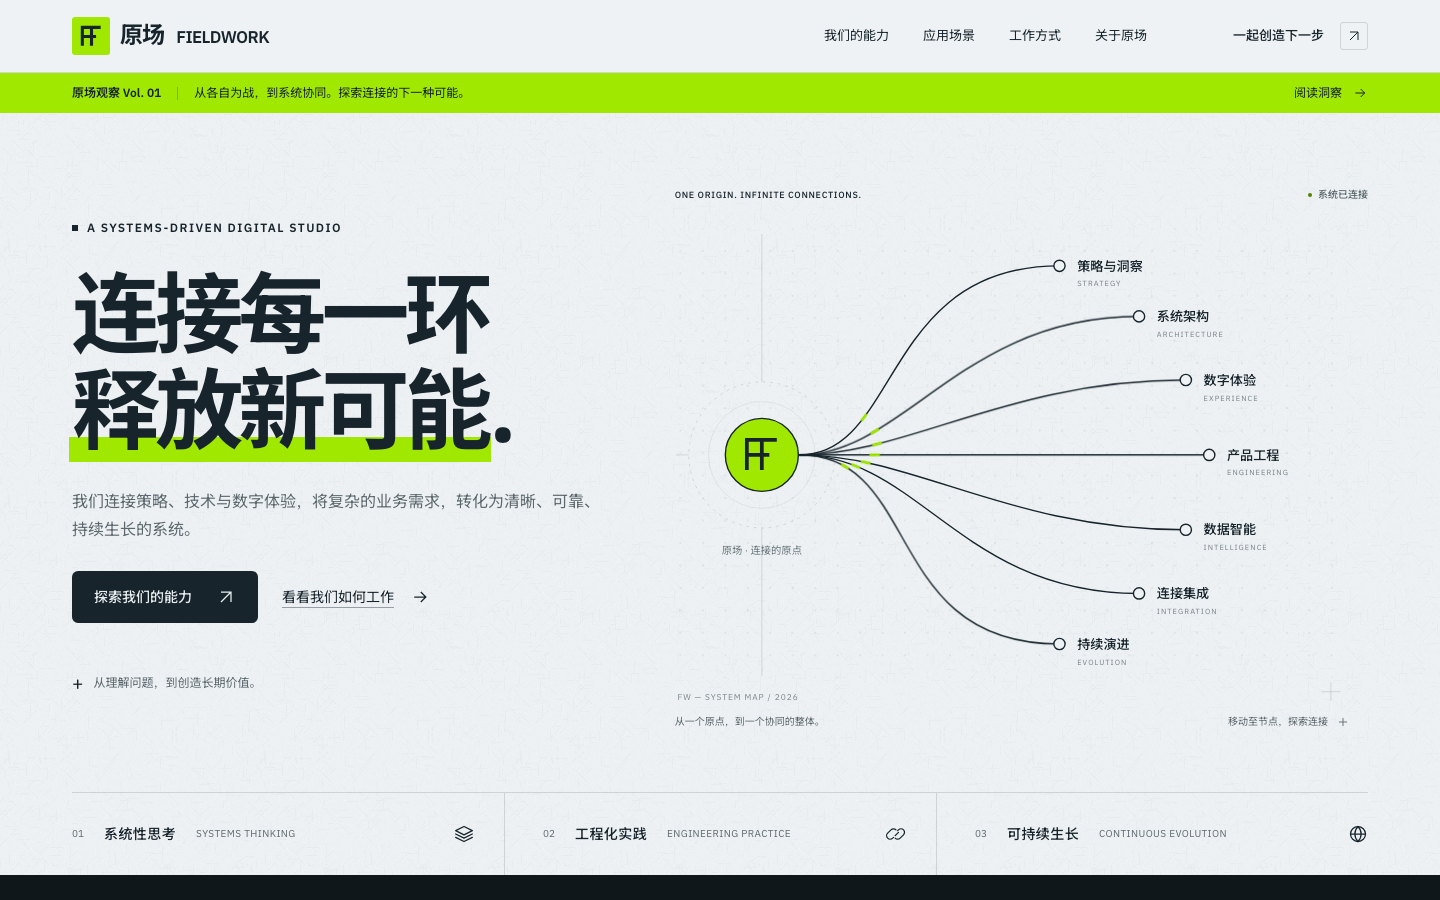 原场 FIELDWORK
我们的能力 应用场景 工作方式 关于原场 一起创造下一步
原场观察 Vol. 01 从各自为战，到系统协同。探索连接的下一种可能。 阅读洞察
ONE ORIGIN. INFINITE CONNECTIONS. 系统已连接
A SYSTEMS-DRIVEN DIGITAL STUDIO
连接每一环
释放新可能.
我们连接策略、技术与数字体验，将复杂的业务需求，转化为清晰、可靠、
持续生长的系统。
探索我们的能力 看看我们如何工作
从理解问题，到创造长期价值。
策略与洞察
STRATEGY
系统架构
ARCHITECTURE
数字体验
EXPERIENCE
产品工程
ENGINEERING
数据智能
INTELLIGENCE
连接集成
INTEGRATION
持续演进
EVOLUTION
原场 · 连接的原点
FW — SYSTEM MAP / 2026
从一个原点，到一个协同的整体。 移动至节点，探索连接
01 系统性思考 SYSTEMS THINKING
02 工程化实践 ENGINEERING PRACTICE
03 可持续生长 CONTINUOUS EVOLUTION